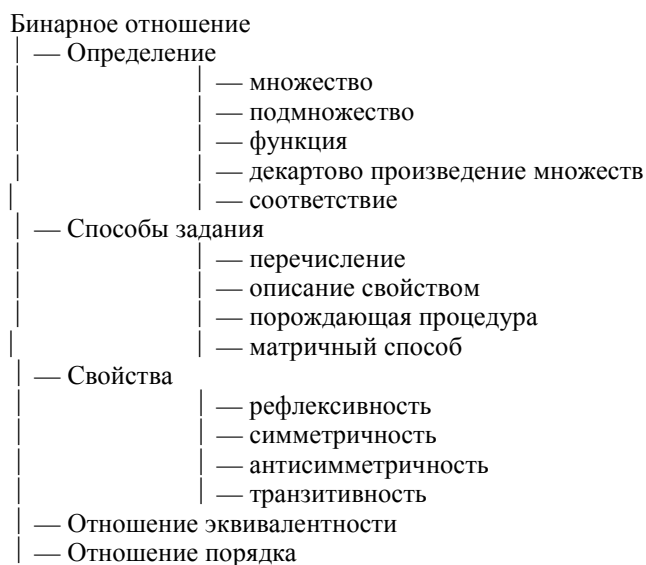 Бинарное отношение
│ — Определение
│ │ — множество
│ │ — подмножество
│ │ — функция
│ │ — декартово произведение множеств
│ │ — соответствие
│ — Способы задания
│ │ — перечисление
│ │ — описание свойством
│ │ — порождающая процедура
│ │ — матричный способ
│ — Свойства
│ │ — рефлексивность
│ │ — симметричность
│ │ — антисимметричность
│ │ — транзитивность
│ — Отношение эквивалентности
│ — Отношение порядка